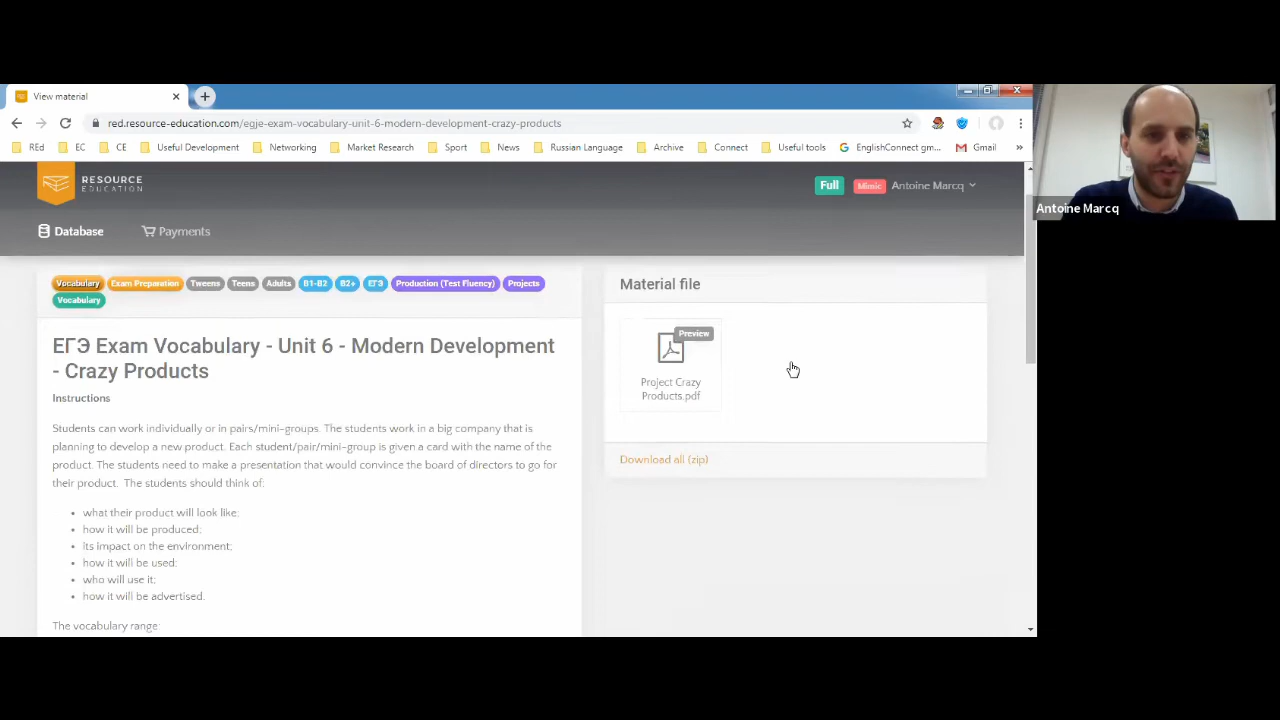 View material
red.resource-education.com/egje-exam-vocabulary-unit-6-modern-development-crazy-products
REd EC CE Useful Development Networking Market Research Sport News Russian Language Archive Connect Useful tools EnglishConnect gm... Gmail »
RESOURCE
EDUCATION
Full Mimic Antoine Marcq
Database Payments
Vocabulary Exam Preparation Tweens Teens Adults B1-B2 B2+ ЕГЭ Production (Test Fluency) Projects
Vocabulary
ЕГЭ Exam Vocabulary - Unit 6 - Modern Development
- Crazy Products
Instructions
Students can work individually or in pairs/mini-groups. The students work in a big company that is
planning to develop a new product. Each student/pair/mini-group is given a card with the name of the
product. The students need to make a presentation that would convince the board of directors to go for
their product. The students should think of:
• what their product will look like;
• how it will be produced;
• its impact on the environment;
• how it will be used;
• who will use it;
• how it will be advertised.
The vocabulary range:
Material file
Preview
Project Crazy
Products.pdf
Download all (zip)
Antoine Marcq